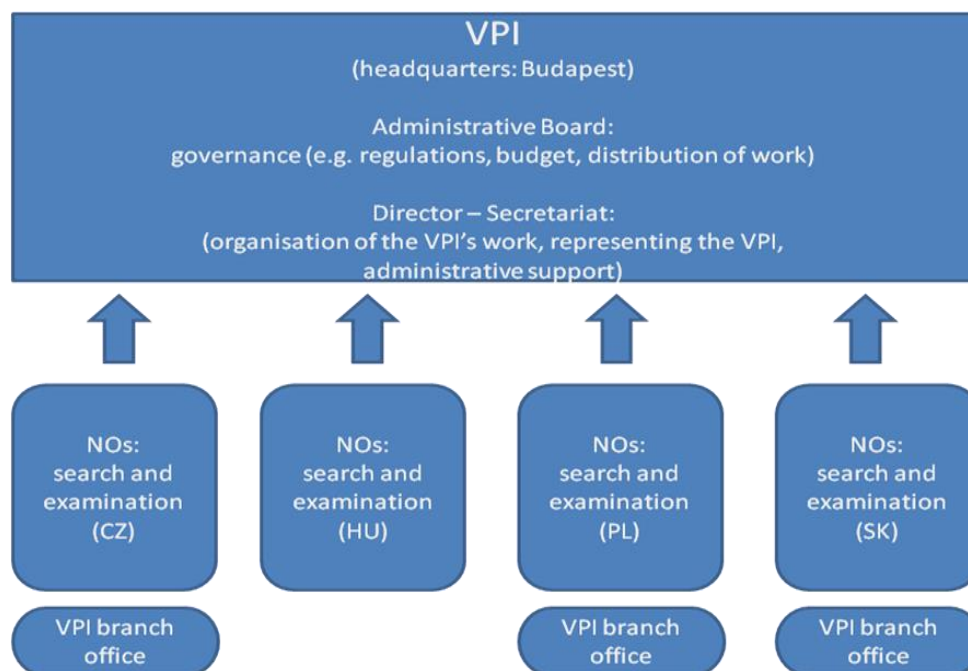 VPI
(headquarters: Budapest)
Administrative Board:
governance (e.g. regulations, budget, distribution of work)
Director – Secretariat:
(organisation of the VPI’s work, representing the VPI,
administrative support)
NOs:
search and
examination
(CZ)
NOs:
search and
examination
(HU)
NOs:
search and
examination
(PL)
NOs:
search and
examination
(SK)
VPI branch
office
VPI branch
office
VPI branch
office